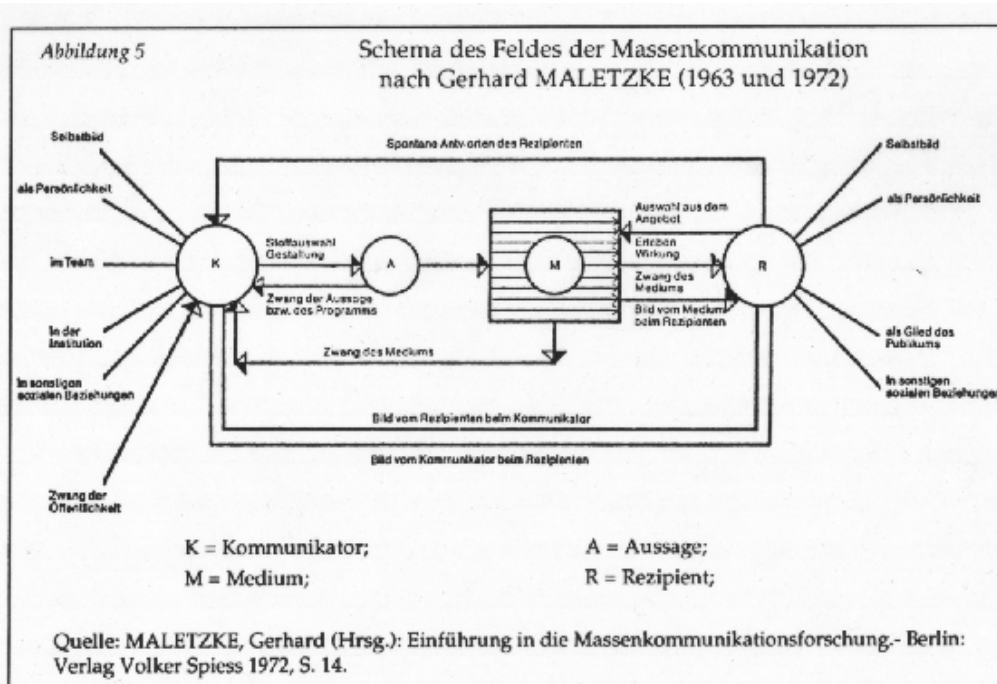 Abbildung 5
Schema des Feldes der Massenkommunikation
nach Gerhard MALETZKE (1963 und 1972)
Spontane Antworten des Rezipienten
Selbstbild
als Persönlichkeit
im Team
In der
Institution
In sonstigen
sozialen Beziehungen
Zwang der
Öffentlichkeit
K
Stoffauswahl
Gestaltung
Zwang der Aussage
bzw. des Programms
A
M
Zwang des Mediums
Auswahl aus dem
Angebot
Erleben
Wirkung
Zwang des
Mediums
Bild vom Medium
beim Rezipienten
R
Selbstbild
als Persönlichkeit
als Glied des
Publikums
In sonstigen
sozialen Beziehungen
Bild vom Rezipienten beim Kommunikator
Bild vom Kommunikator beim Rezipienten
K = Kommunikator;
A = Aussage;
M = Medium;
R = Rezipient;
Quelle: MALETZKE, Gerhard (Hrsg.): Einführung in die Massenkommunikationsforschung.- Berlin:
Verlag Volker Spiess 1972, S. 14.